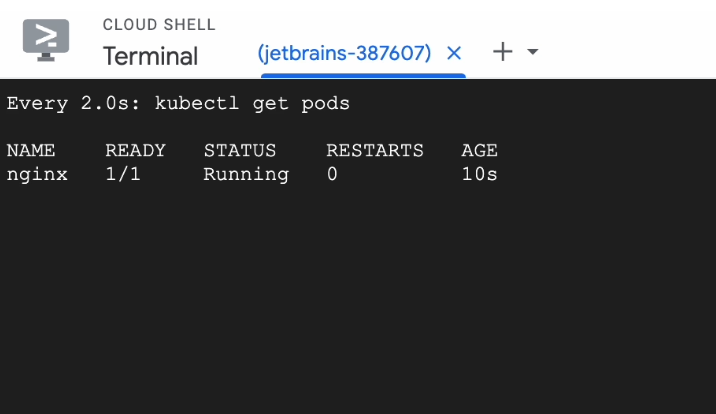 CLOUD SHELL
Terminal (jetbrains-387607)
Every 2.0s: kubectl get pods
NAME READY STATUS RESTARTS AGE
nginx 1/1 Running 0 10s